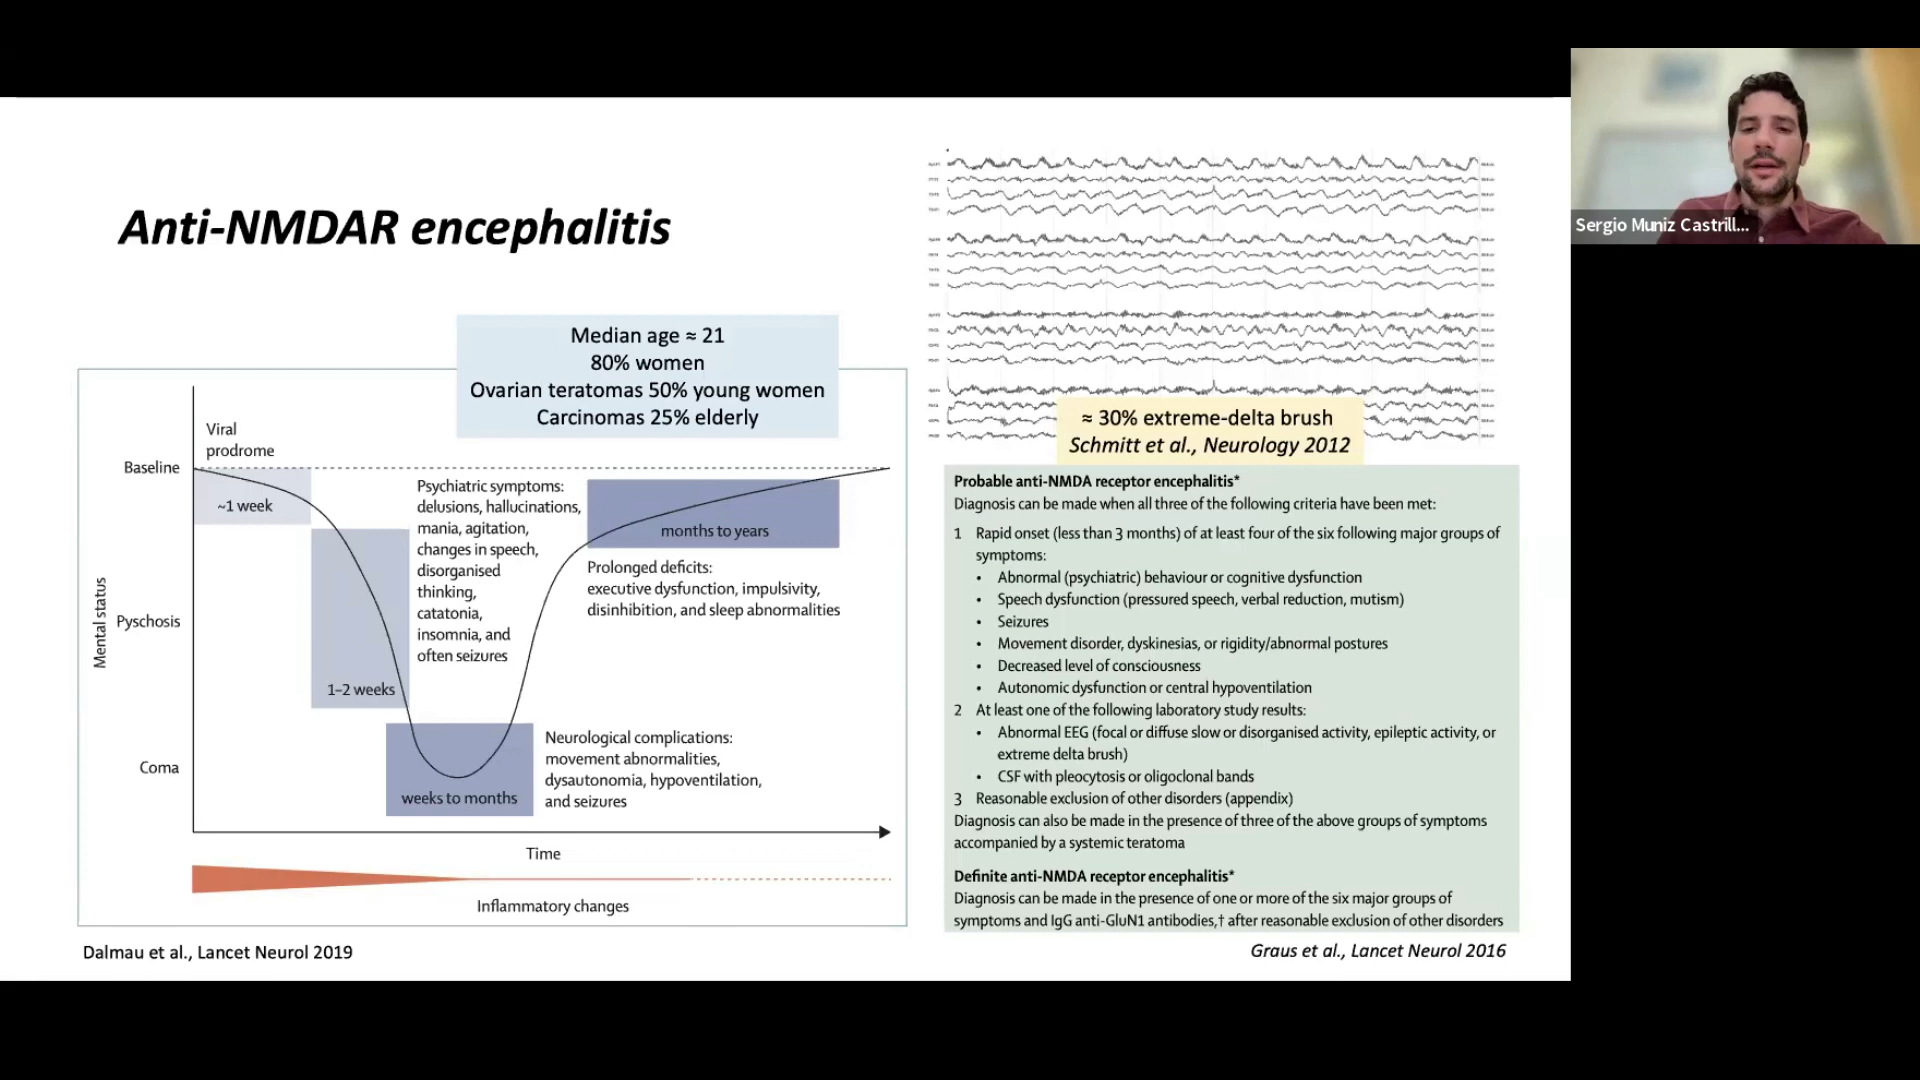 Anti-NMDAR encephalitis
Median age ≈ 21
80% women
Ovarian teratomas 50% young women
Carcinomas 25% elderly
Viral
prodrome
Baseline
~1 week
Psychiatric symptoms:
delusions, hallucinations,
mania, agitation,
changes in speech,
disorganised
thinking,
catatonia,
insomnia, and
often seizures
months to years
Prolonged deficits:
executive dysfunction, impulsivity,
disinhibition, and sleep abnormalities
Mental status
Pyschosis
1–2 weeks
Neurological complications:
movement abnormalities,
dysautonomia, hypoventilation,
and seizures
Coma
weeks to months
Time
Inflammatory changes
Dalmau et al., Lancet Neurol 2019
≈ 30% extreme-delta brush
Schmitt et al., Neurology 2012
Probable anti-NMDA receptor encephalitis*
Diagnosis can be made when all three of the following criteria have been met:
1 Rapid onset (less than 3 months) of at least four of the six following major groups of
symptoms:
• Abnormal (psychiatric) behaviour or cognitive dysfunction
• Speech dysfunction (pressured speech, verbal reduction, mutism)
• Seizures
• Movement disorder, dyskinesias, or rigidity/abnormal postures
• Decreased level of consciousness
• Autonomic dysfunction or central hypoventilation
2 At least one of the following laboratory study results:
• Abnormal EEG (focal or diffuse slow or disorganised activity, epileptic activity, or
extreme delta brush)
• CSF with pleocytosis or oligoclonal bands
3 Reasonable exclusion of other disorders (appendix)
Diagnosis can also be made in the presence of three of the above groups of symptoms
accompanied by a systemic teratoma
Definite anti-NMDA receptor encephalitis*
Diagnosis can be made in the presence of one or more of the six major groups of
symptoms and IgG anti-GluN1 antibodies,† after reasonable exclusion of other disorders
Graus et al., Lancet Neurol 2016
Sergio Muniz Castrill...